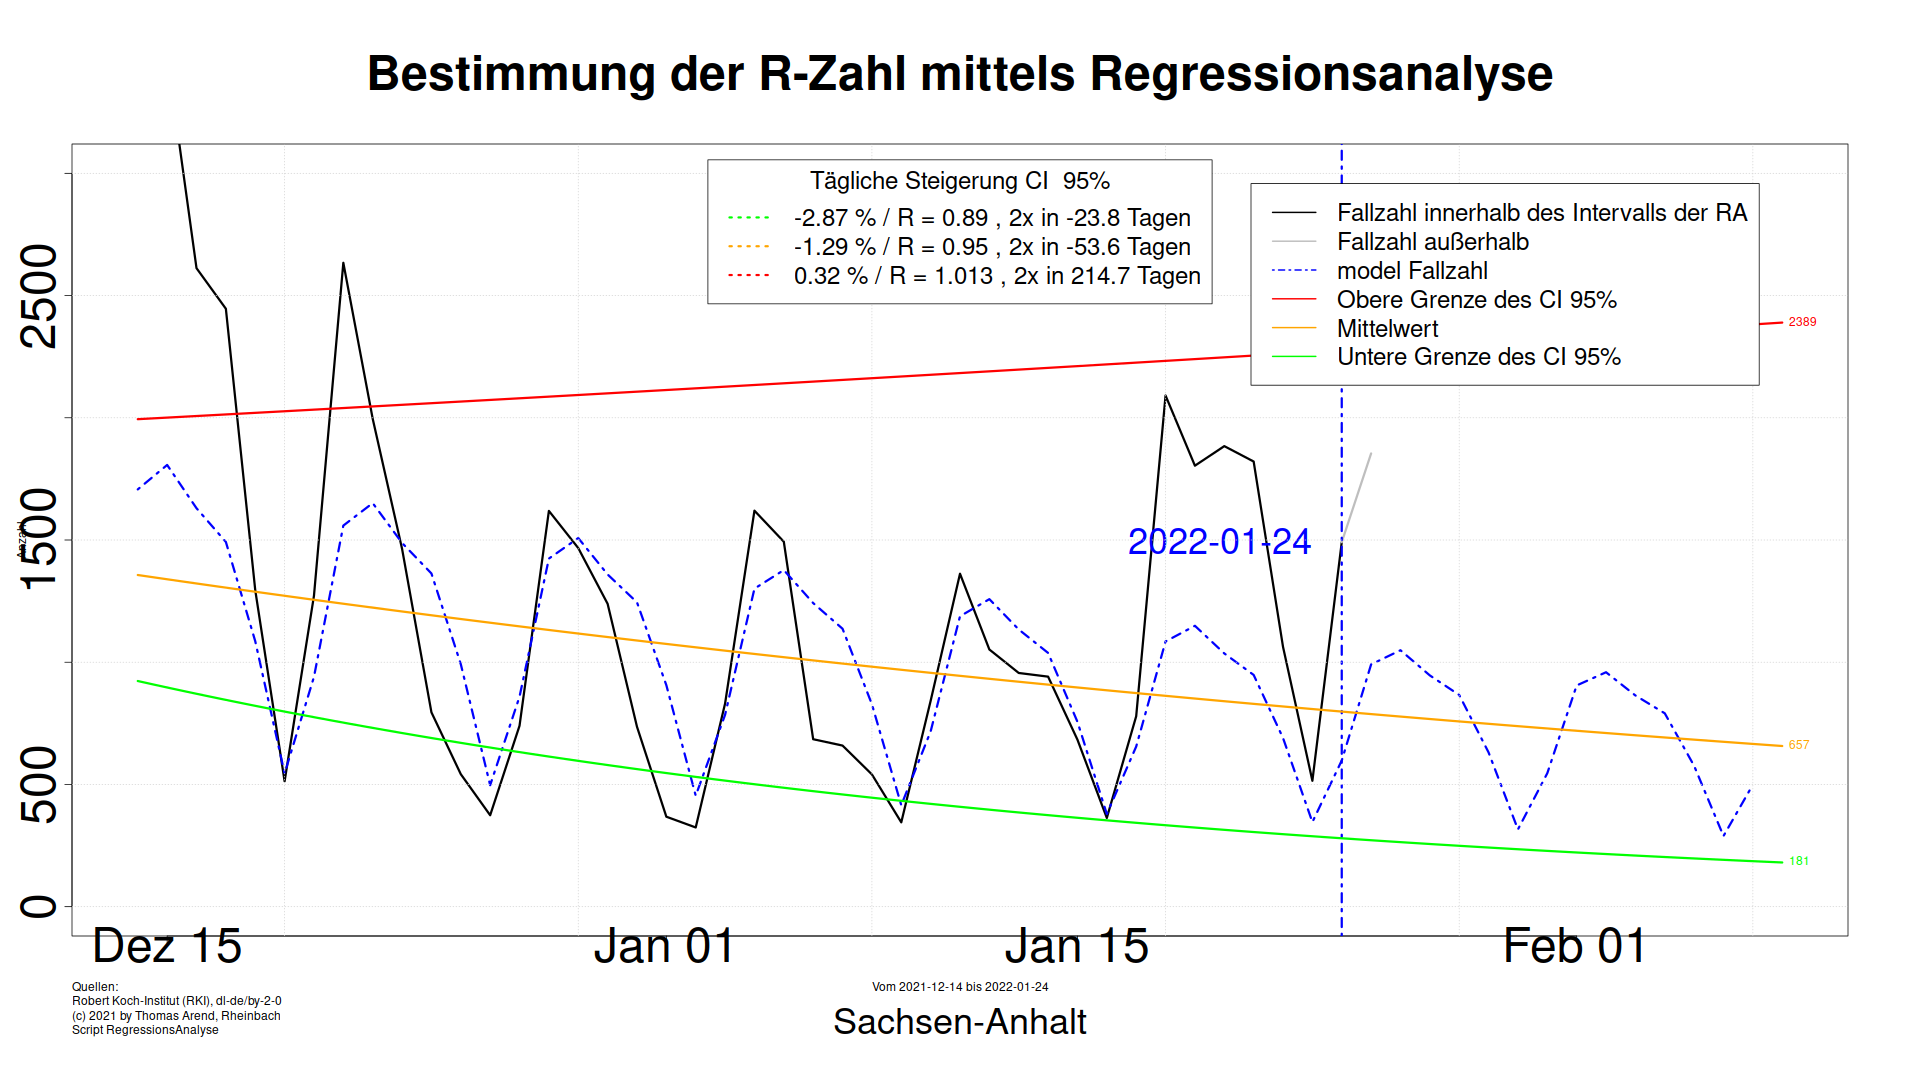 Bestimmung der R-Zahl mittels Regressionsanalyse
Tägliche Steigerung CI  95%
-2.87 % / R = 0.89 , 2x in -23.8 Tagen
-1.29 % / R = 0.95 , 2x in -53.6 Tagen
0.32 % / R = 1.013 , 2x in 214.7 Tagen
Fallzahl innerhalb des Intervalls der RA
Fallzahl außerhalb
model Fallzahl
Obere Grenze des CI 95%
Mittelwert
Untere Grenze des CI 95%
2500
1500
500
0
Anzahl
2389
2022-01-24
657
181
Dez 15
Jan 01
Jan 15
Feb 01
Quellen:
Robert Koch-Institut (RKI), dl-de/by-2-0
(c) 2021 by Thomas Arend, Rheinbach
Script RegressionsAnalyse
Vom 2021-12-14 bis 2022-01-24
Sachsen-Anhalt